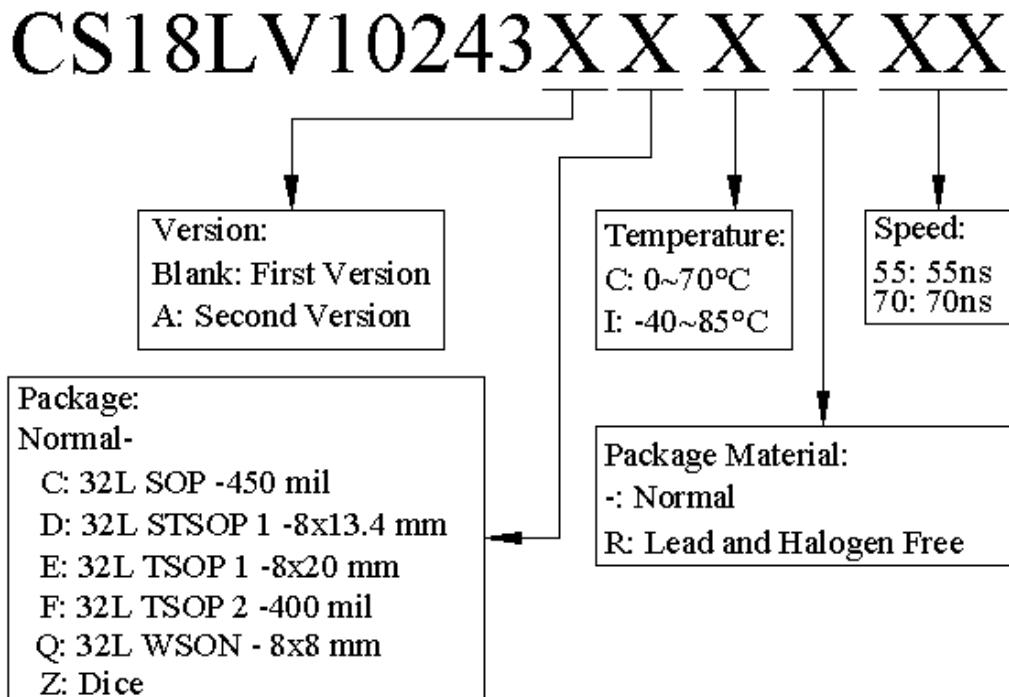 CS18LV10243X X X X XX
Version:
Blank: First Version
A: Second Version
Temperature:
C: 0~70°C
I: -40~85°C
Speed:
55: 55ns
70: 70ns
Package:
Normal-
C: 32L SOP -450 mil
D: 32L STSOP 1 -8x13.4 mm
E: 32L TSOP 1 -8x20 mm
F: 32L TSOP 2 -400 mil
Q: 32L WSON - 8x8 mm
Z: Dice
Package Material:
-: Normal
R: Lead and Halogen Free